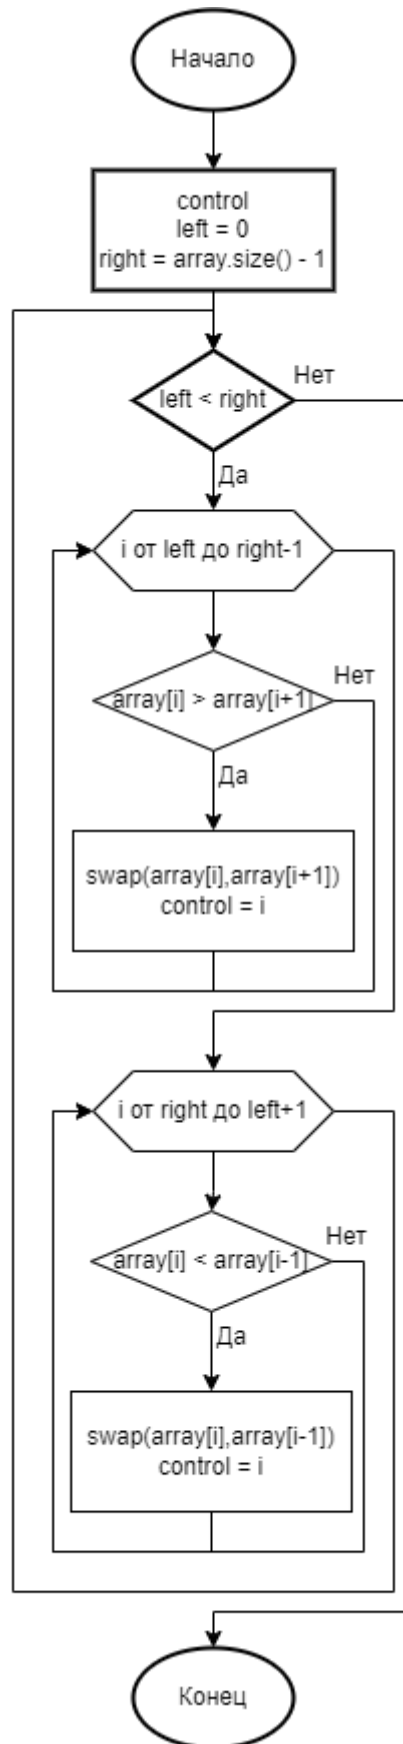 Начало
control
left = 0
right = array.size() - 1
left < right
Нет
Да
i от left до right-1
array[i] > array[i+1]
Нет
Да
swap(array[i],array[i+1])
control = i
i от right до left+1
array[i] < array[i-1]
Нет
Да
swap(array[i],array[i-1])
control = i
Конец